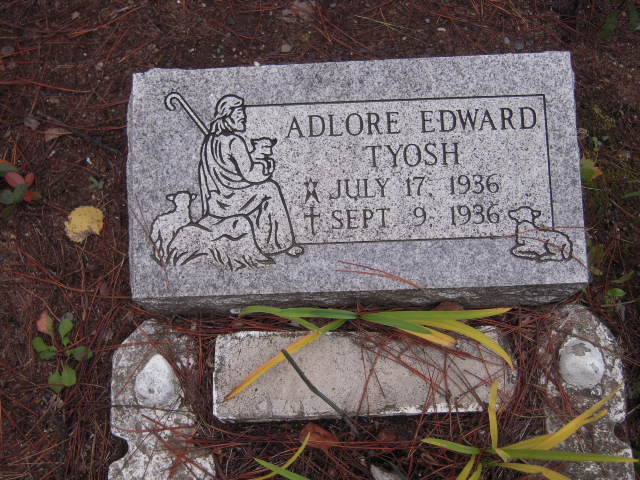 ADLORE EDWARD
TYOSH
JULY 17, 1936
SEPT 9, 1936